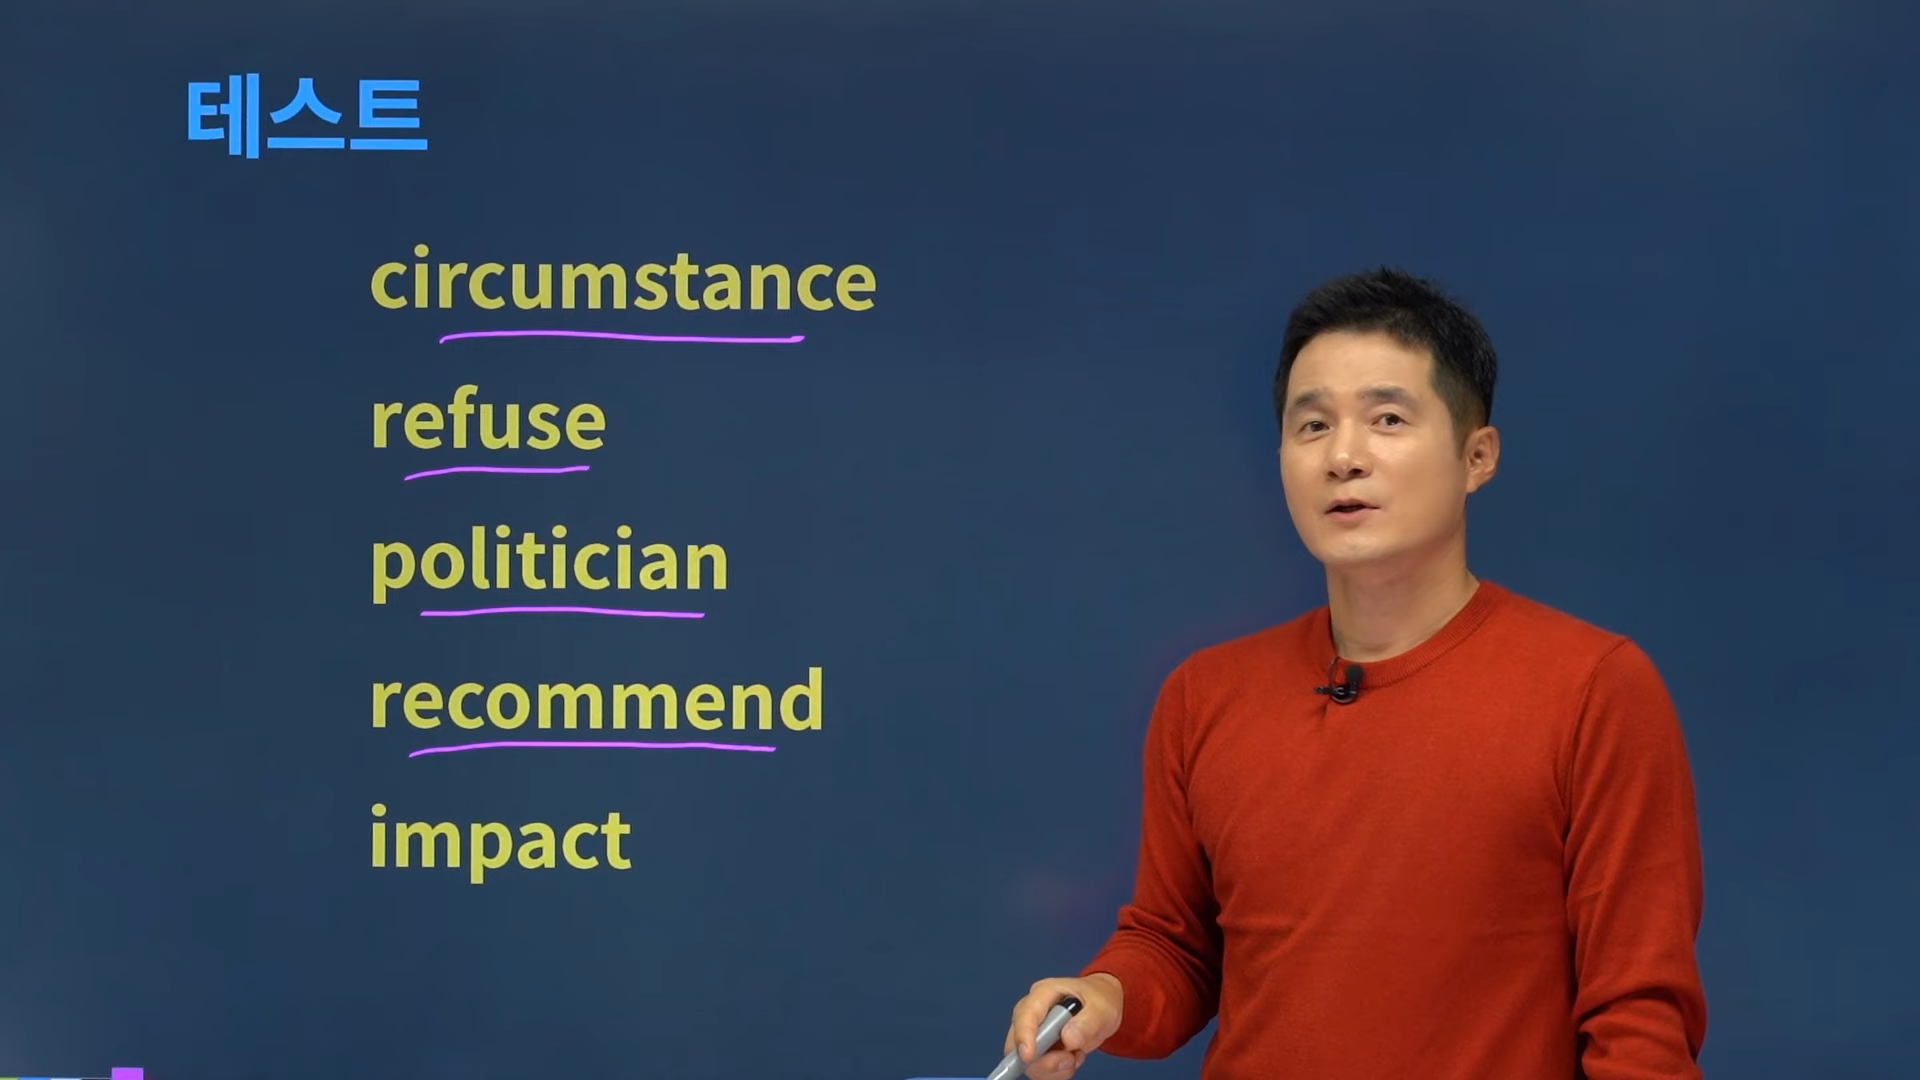 테스트
circumstance
refuse
politician
recommend
impact